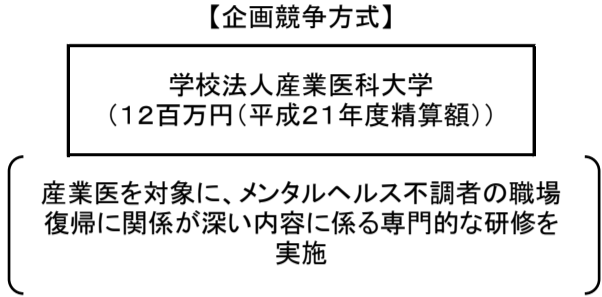 【企画競争方式】
学校法人産業医科大学
（１２百万円（平成２１年度精算額））
産業医を対象に、メンタルヘルス不調者の職場
復帰に関係が深い内容に係る専門的な研修を
実施